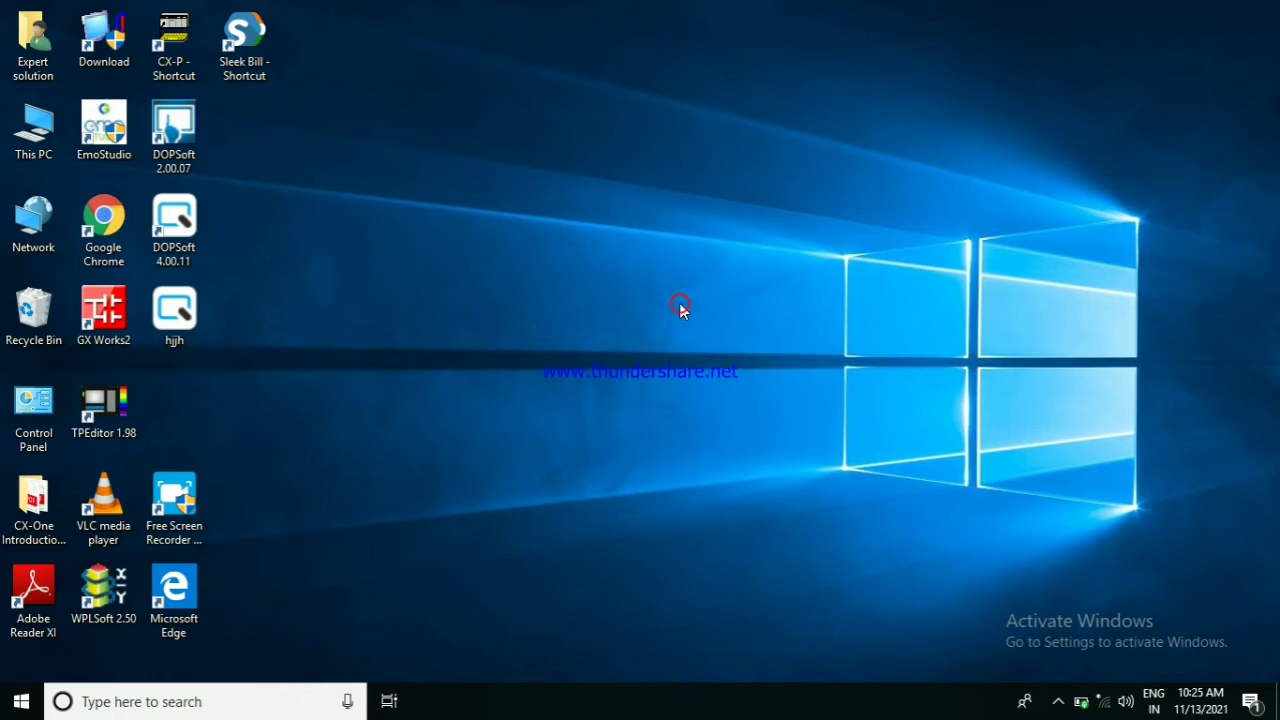 Expert
solution
Download
CX-P -
Shortcut
Sleek Bill -
Shortcut
This PC
EmoStudio
DOPSoft
2.00.07
Network
Google
Chrome
DOPSoft
4.00.11
Recycle Bin
GX Works2
hjjh
Control
Panel
TPEditor 1.98
CX-One
Introductio...
VLC media
player
Free Screen
Recorder ...
Adobe
Reader XI
WPLSoft 2.50
Microsoft
Edge
www.thundershare.net
Activate Windows
Go to Settings to activate Windows.
Type here to search
ENG
IN
10:25 AM
11/13/2021
1